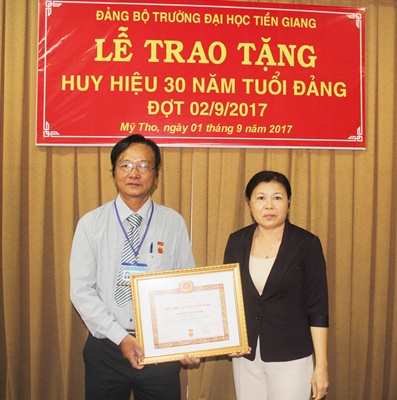 ĐẢNG BỘ TRƯỜNG ĐẠI HỌC TIỀN GIANG
LỄ TRAO TẶNG
HUY HIỆU 30 NĂM TUỔI ĐẢNG
ĐỢT 02/9/2017
Mỹ Tho, ngày 01 tháng 9 năm 2017